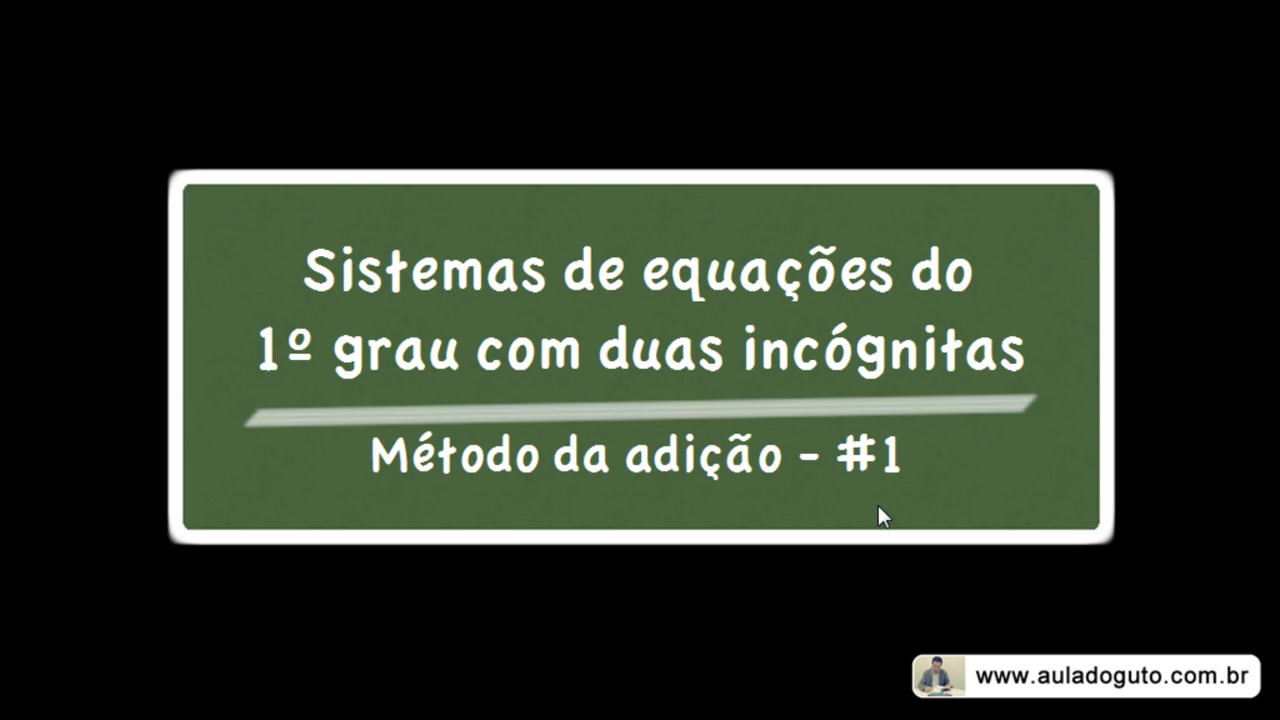 Sistemas de equações do
1º grau com duas incógnitas
Método da adição - #1
www.auladoguto.com.br